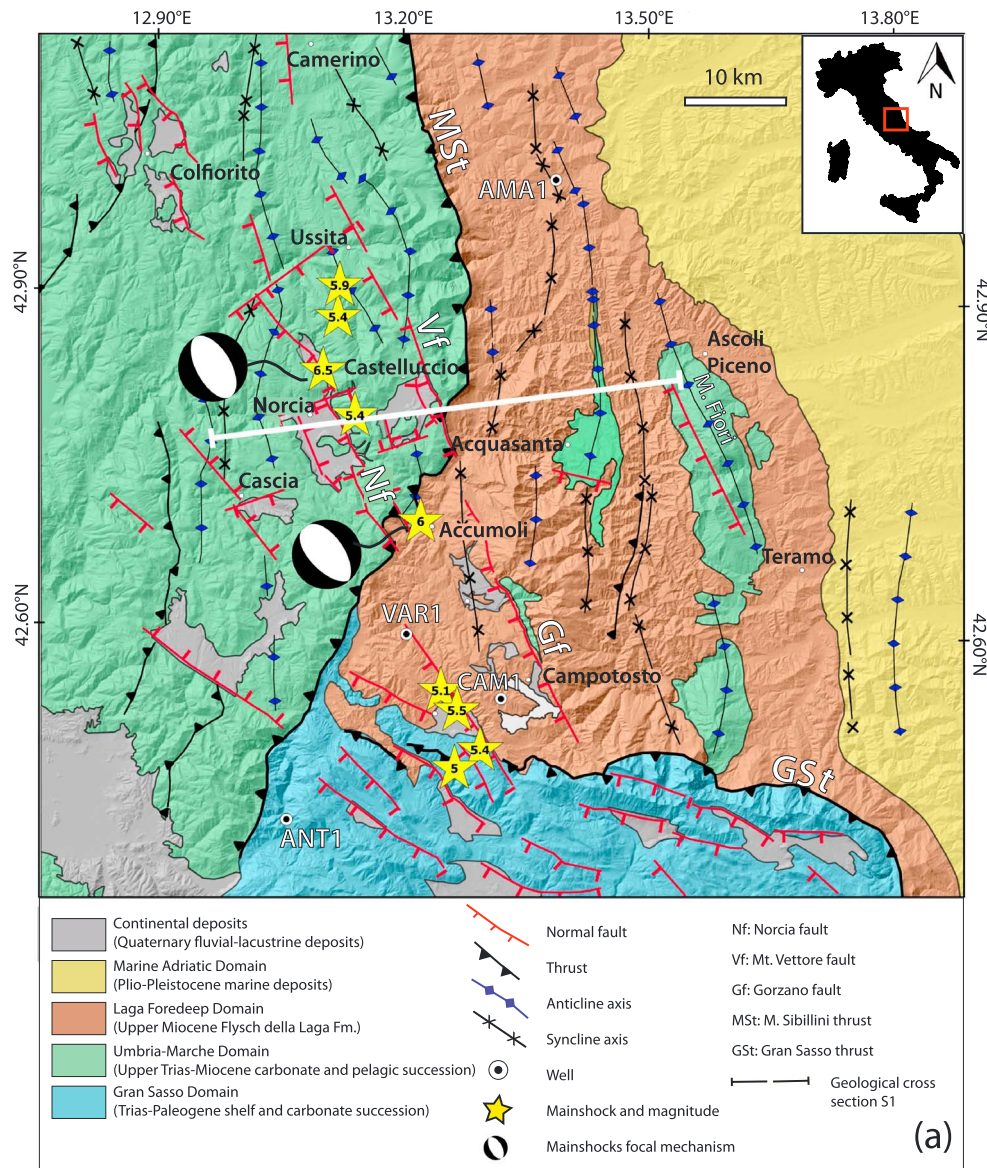 12.90°E
13.20°E
13.50°E
13.80°E
Camerino
10 km
N
MSt
Colfiorito
AMA1
Ussita
42.90°N
42.90°N
5.9
5.4
Vf
Ascoli
Piceno
6.5
Castelluccio
M. Fiori
Norcia
5.4
Acquasanta
Cascia
Nf
6
Accumoli
Teramo
42.60°N
42.60°N
VAR1
Gf
CAM1
Campotosto
5.1
5.5
5.4
5
GSt
ANT1
Continental deposits
(Quaternary fluvial-lacustrine deposits)
Marine Adriatic Domain
(Plio-Pleistocene marine deposits)
Laga Foredeep Domain
(Upper Miocene Flysch della Laga Fm.)
Umbria-Marche Domain
(Upper Trias-Miocene carbonate and pelagic succession)
Gran Sasso Domain
(Trias-Paleogene shelf and carbonate succession)
Normal fault
Thrust
Anticline axis
Syncline axis
Well
Mainshock and magnitude
Mainshocks focal mechanism
Nf: Norcia fault
Vf: Mt. Vettore fault
Gf: Gorzano fault
MSt: M. Sibillini thrust
GSt: Gran Sasso thrust
Geological cross
section S1
(a)